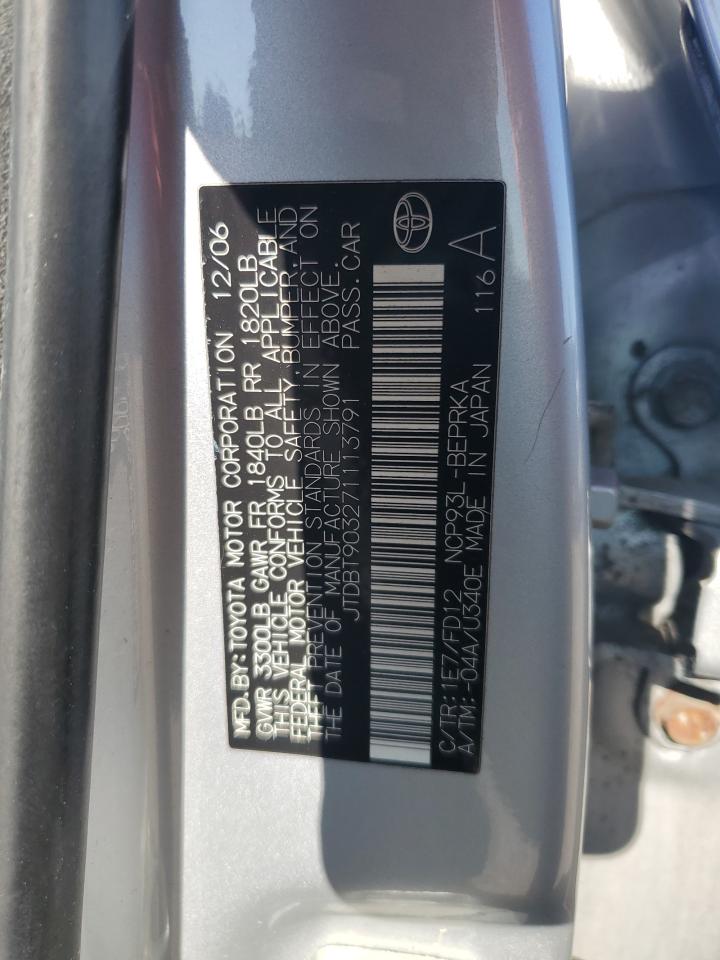 MFD. BY: TOYOTA MOTOR CORPORATION 12/06
GVWR 3300LB GAWR FR 1840LB RR 1820LB
THIS VEHICLE CONFORMS TO ALL APPLICABLE
FEDERAL MOTOR VEHICLE SAFETY, BUMPER, AND
THEFT PREVENTION STANDARDS IN EFFECT ON
THE DATE OF MANUFACTURE SHOWN ABOVE.
JTDBT903271113791 PASS. CAR
C/TR: 1E7/FD12 NCP93L-BEPRKA
A/TM: -04A/U340E MADE IN JAPAN 116 A